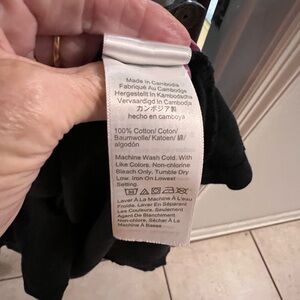 Made In Cambodia
Fabriqué Au Cambodge
Hergestellt In Kambodscha
Vervaardigd In Cambodja
カンボジア製
hecho en camboya
100% Cotton/ Coton/
Baumwolle/ Katoen/ 綿/
algodón
Machine Wash Cold. With
Like Colors. Non-chlorine
Bleach Only. Tumble Dry
Low. Iron On Lowest
Setting.
Laver À La Machine À L'eau
Froide. Laver En Séparant
Les Couleurs. Seulement
Agent De Blanchiment
Non Chloré. Sécher À La
Machine À Basse